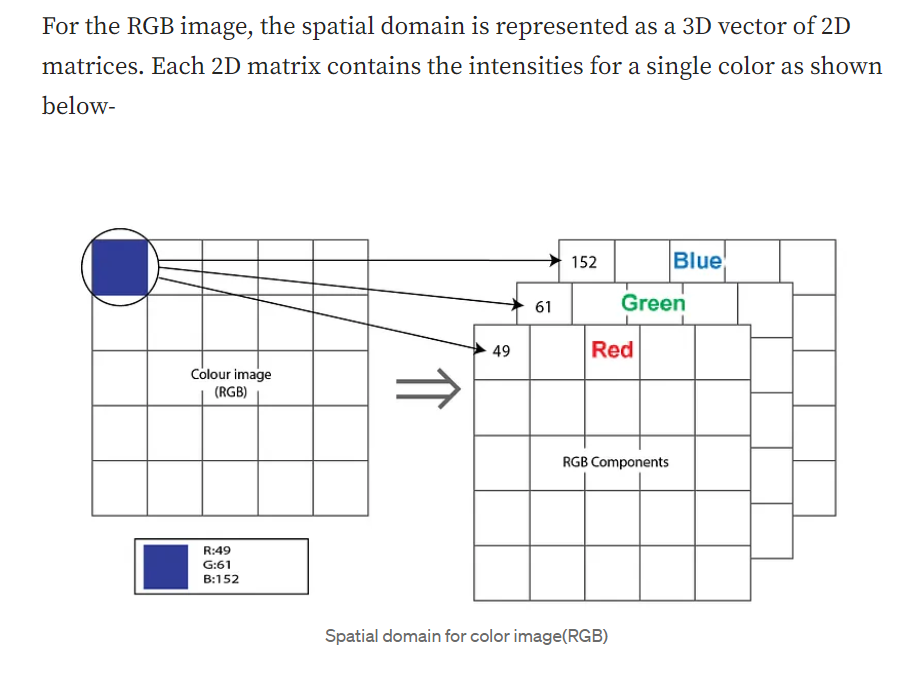 For the RGB image, the spatial domain is represented as a 3D vector of 2D
matrices. Each 2D matrix contains the intensities for a single color as shown
below-
152
Blue
61
Green
49
Red
Colour image
(RGB)
RGB Components
R:49
G:61
B:152
Spatial domain for color image(RGB)